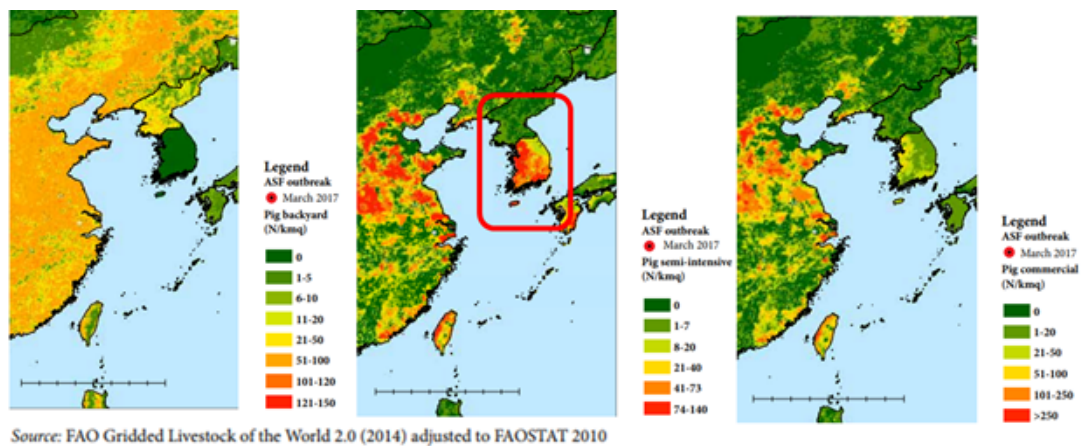 Legend
ASF outbreak
March 2017
Pig backyard
(N/kmq)
0
1-5
6-10
11-20
21-50
51-100
101-120
121-150
Legend
ASF outbreak
March 2017
Pig semi-intensive
(N/kmq)
0
1-7
8-20
21-40
41-73
74-140
Legend
ASF outbreak
March 2017
Pig commercial
(N/kmq)
0
1-20
21-50
51-100
101-250
>250
Source: FAO Gridded Livestock of the World 2.0 (2014) adjusted to FAOSTAT 2010